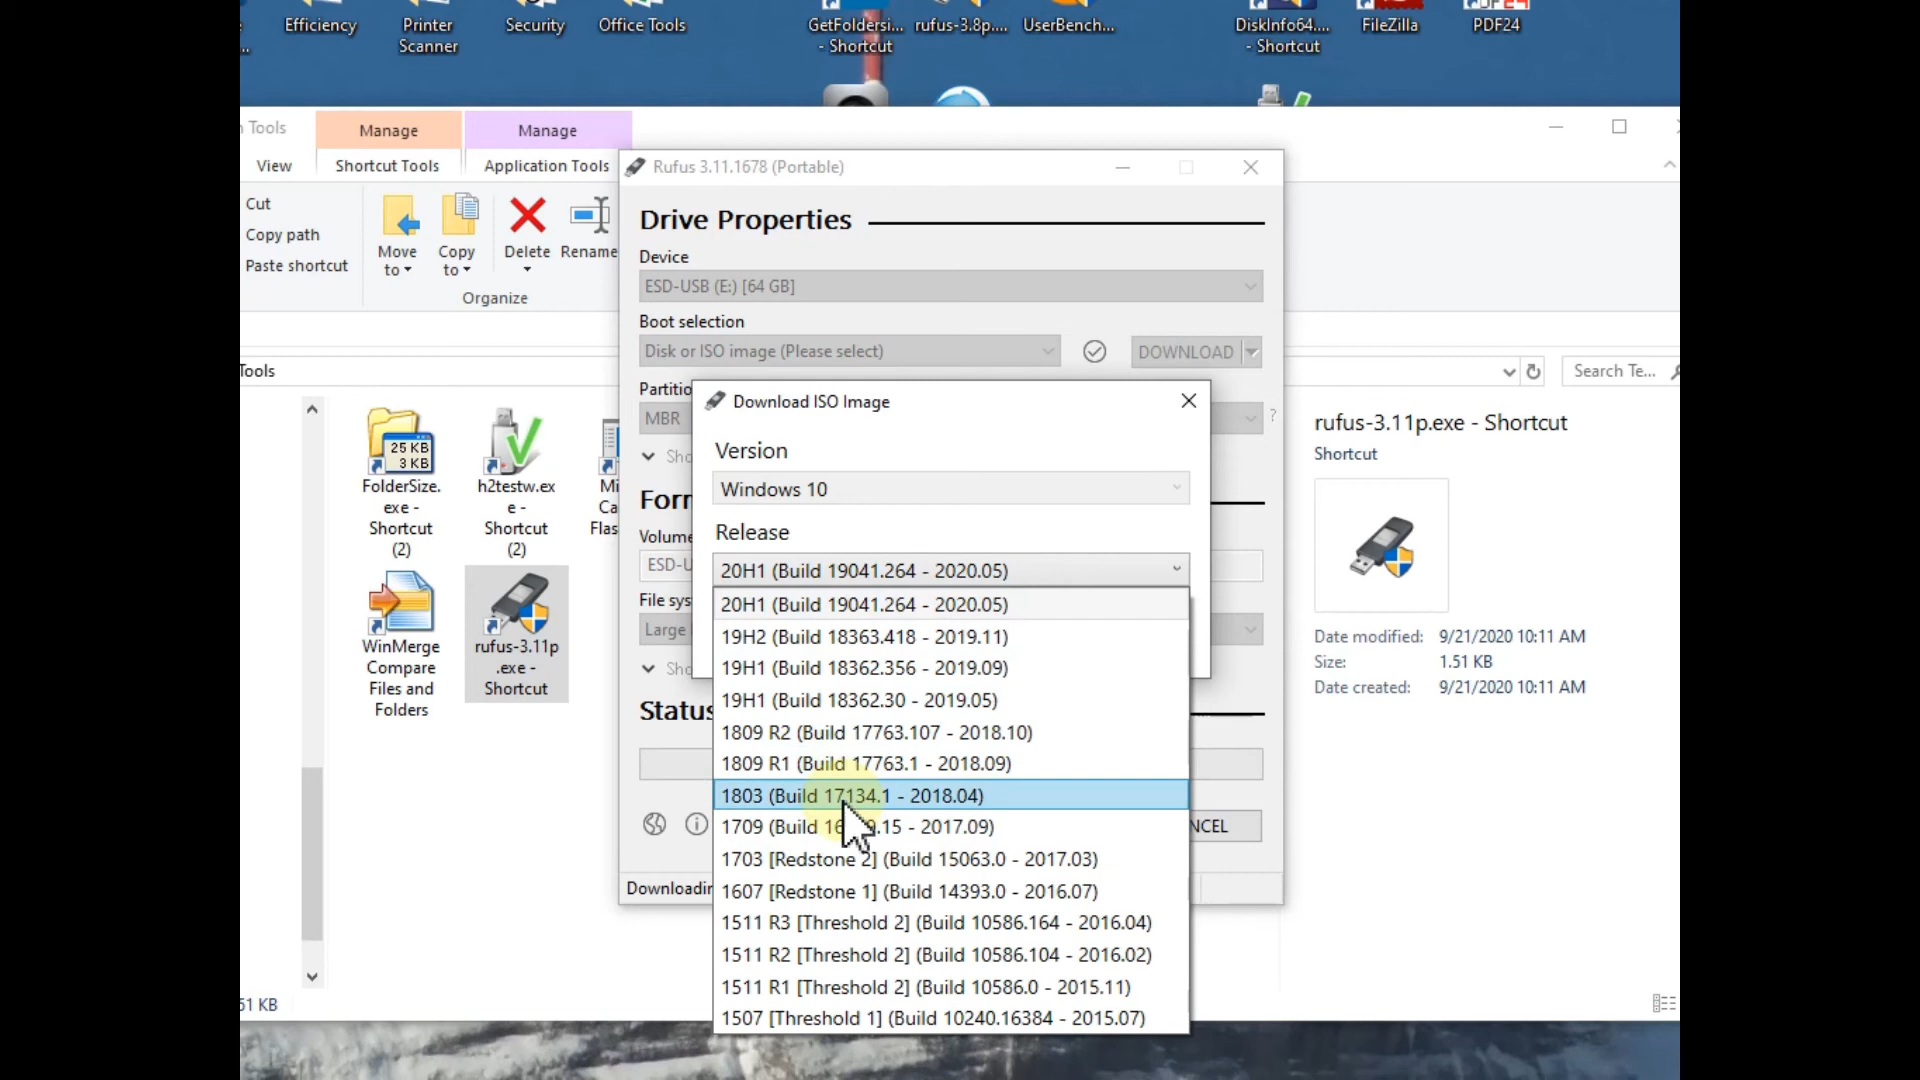 Efficiency
Printer
Scanner
Security
Office Tools
GetFoldersi...
- Shortcut
rufus-3.8p....
UserBench...
DiskInfo64....
- Shortcut
FileZilla
PDF24
Tools
Manage
Manage
View
Shortcut Tools
Application Tools
Cut
Copy path
Paste shortcut
Move
to
Copy
to
Delete
Rename
Organize
Tools
Search Te...
Rufus 3.11.1678 (Portable)
Drive Properties
Device
ESD-USB (E:) [64 GB]
Boot selection
Disk or ISO image (Please select)
DOWNLOAD
Partitio
MBR
?
Sho
Form
Volume
ESD-U
File sys
Large
Sho
Status
NCEL
Downloadin
Download ISO Image
Version
Windows 10
Release
20H1 (Build 19041.264 - 2020.05)
20H1 (Build 19041.264 - 2020.05)
19H2 (Build 18363.418 - 2019.11)
19H1 (Build 18362.356 - 2019.09)
19H1 (Build 18362.30 - 2019.05)
1809 R2 (Build 17763.107 - 2018.10)
1809 R1 (Build 17763.1 - 2018.09)
1803 (Build 17134.1 - 2018.04)
1709 (Build 16 9.15 - 2017.09)
1703 [Redstone 2] (Build 15063.0 - 2017.03)
1607 [Redstone 1] (Build 14393.0 - 2016.07)
1511 R3 [Threshold 2] (Build 10586.164 - 2016.04)
1511 R2 [Threshold 2] (Build 10586.104 - 2016.02)
1511 R1 [Threshold 2] (Build 10586.0 - 2015.11)
1507 [Threshold 1] (Build 10240.16384 - 2015.07)
25 KB
3 KB
FolderSize.
exe -
Shortcut
(2)
h2testw.ex
e -
Shortcut
(2)
Mi
Ca
Flas
WinMerge
Compare
Files and
Folders
rufus-3.11p
.exe -
Shortcut
rufus-3.11p.exe - Shortcut
Shortcut
Date modified: 9/21/2020 10:11 AM
Size: 1.51 KB
Date created: 9/21/2020 10:11 AM
51 KB